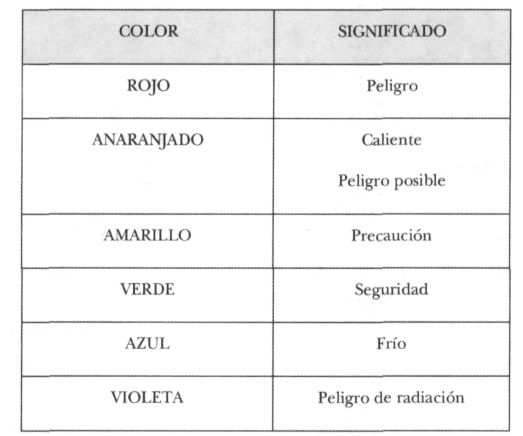 COLOR SIGNIFICADO
ROJO Peligro
ANARANJADO Caliente
Peligro posible
AMARILLO Precaución
VERDE Seguridad
AZUL Frío
VIOLETA Peligro de radiación